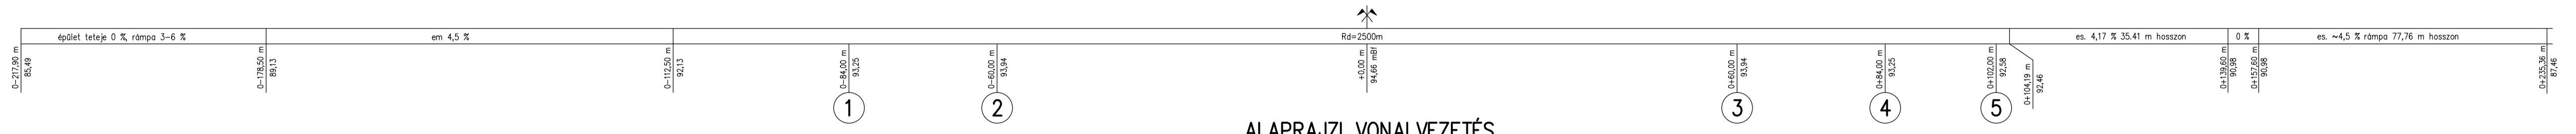 épület teteje 0 %, rámpa 3-6 %
em 4,5 %
Rd=2500m
es. 4,17 % 35.41 m hosszon
0 %
es. ~4,5 % rámpa 77,76 m hosszon
0-217,90 m
85,49
0-178,50 m
89,13
0-112,50 m
92,13
0-84,00 m
93,25
0-60,00 m
93,94
+0,00 m
94,66 mBf
0+60,00 m
93,94
0+84,00 m
93,25
0+102,00 m
92,58
0+104,19 m
92,46
0+139,60 m
90,98
0+157,60 m
90,98
0+235,36 m
87,46
1
2
3
4
5
ALAPRAJZI VONALVEZETÉS